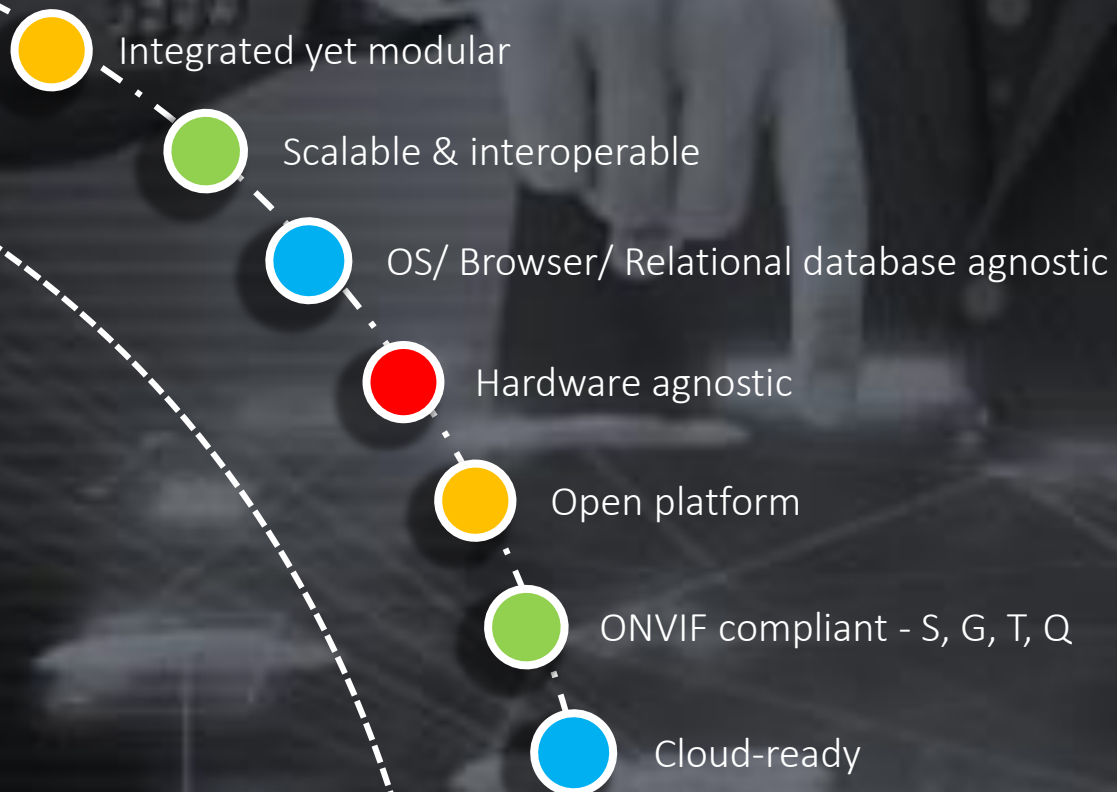 Integrated yet modular
Scalable & interoperable
OS/ Browser/ Relational database agnostic
Hardware agnostic
Open platform
ONVIF compliant - S, G, T, Q
Cloud-ready